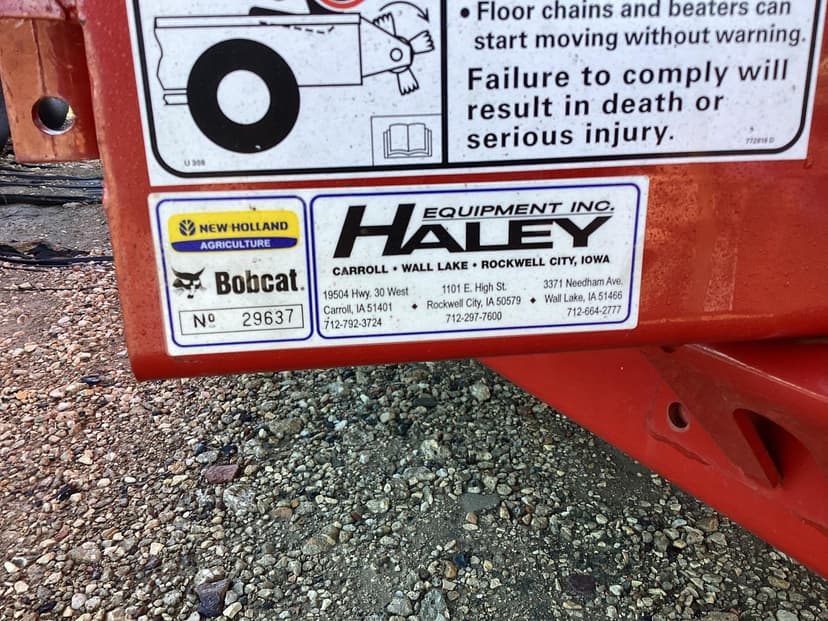 • Floor chains and beaters can
start moving without warning.
Failure to comply will
result in death or
serious injury.
U 308
772918 D
NEW HOLLAND
AGRICULTURE
Bobcat.
Nº 29637
EQUIPMENT INC.
HALEY
CARROLL • WALL LAKE • ROCKWELL CITY, IOWA
19504 Hwy. 30 West
Carroll, IA 51401
712-792-3724
1101 E. High St.
Rockwell City, IA 50579
712-297-7600
3371 Needham Ave.
Wall Lake, IA 51466
712-664-2777